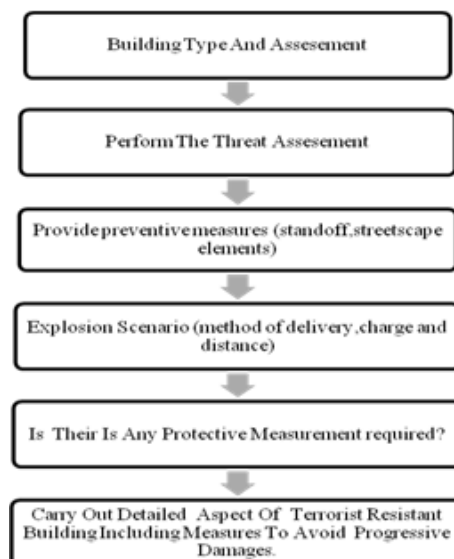 Building Type And Assesement
Perform The Threat Assesement
Provide preventive measures (standoff,streetscape
elements)
Explosion Scenario (method of delivery,charge and
distance)
Is Their Is Any Protective Measurement required?
Carry Out Detailed Aspect Of Terrorist Resistant
Building Including Measures To Avoid Progressive
Damages.